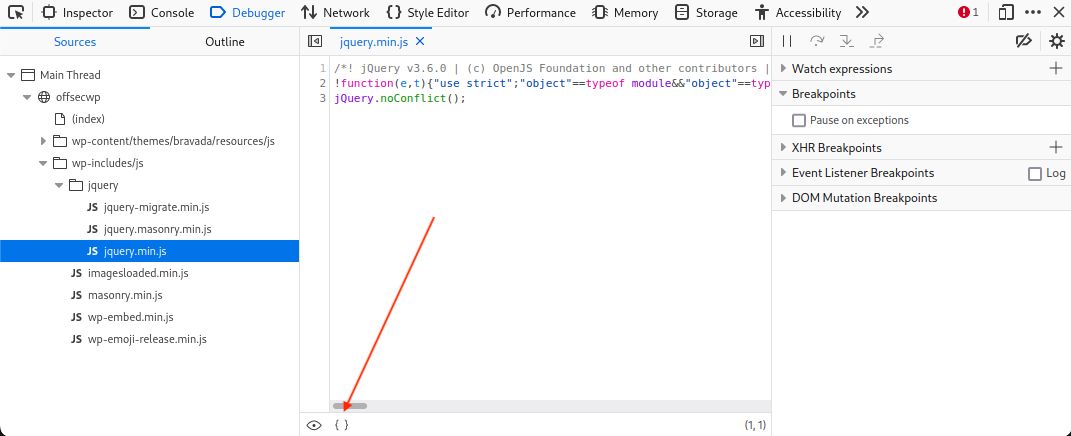 Inspector Console Debugger Network Style Editor Performance Memory Storage Accessibility 1
Sources Outline jquery.min.js
Main Thread
offsecwp
(index)
wp-content/themes/bravada/resources/js
wp-includes/js
jquery
JS jquery-migrate.min.js
JS jquery.masonry.min.js
JS jquery.min.js
JS imagesloaded.min.js
JS masonry.min.js
JS wp-embed.min.js
JS wp-emoji-release.min.js
1 /*! jQuery v3.6.0 | (c) OpenJS Foundation and other contributors |
2 !function(e,t){"use strict";"object"==typeof module&&"object"==typ
3 jQuery.noConflict();
{ } (1, 1)
Watch expressions
Breakpoints
Pause on exceptions
XHR Breakpoints
Event Listener Breakpoints Log
DOM Mutation Breakpoints